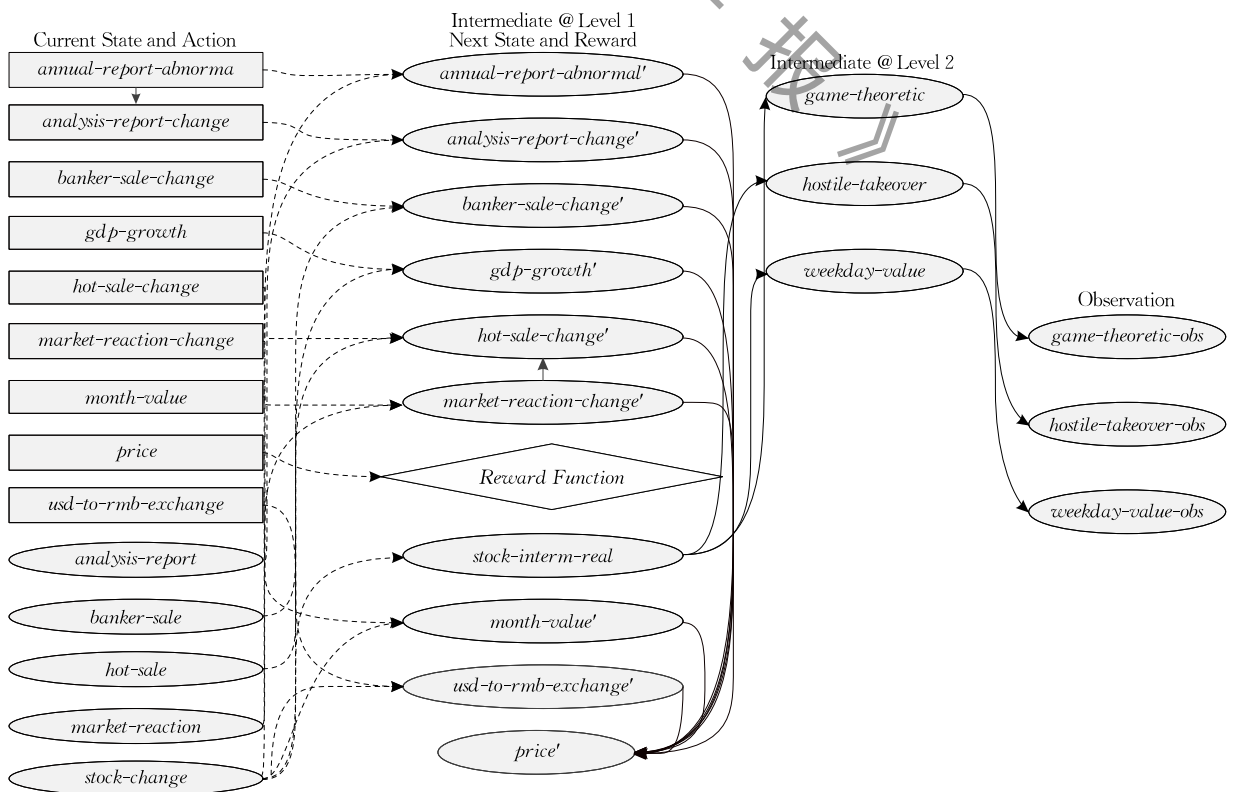 Current State and Action
annual-report-abnorma
analysis-report-change
banker-sale-change
gdp-growth
hot-sale-change
market-reaction-change
month-value
price
usd-to-rmb-exchange
analysis-report
banker-sale
hot-sale
market-reaction
stock-change
Intermediate @ Level 1
Next State and Reward
annual-report-abnormal′
analysis-report-change′
banker-sale-change′
gdp-growth′
hot-sale-change′
market-reaction-change′
Reward Function
stock-interm-real
month-value′
usd-to-rmb-exchange′
price′
Intermediate @ Level 2
game-theoretic
hostile-takeover
weekday-value
Observation
game-theoretic-obs
hostile-takeover-obs
weekday-value-obs
报》